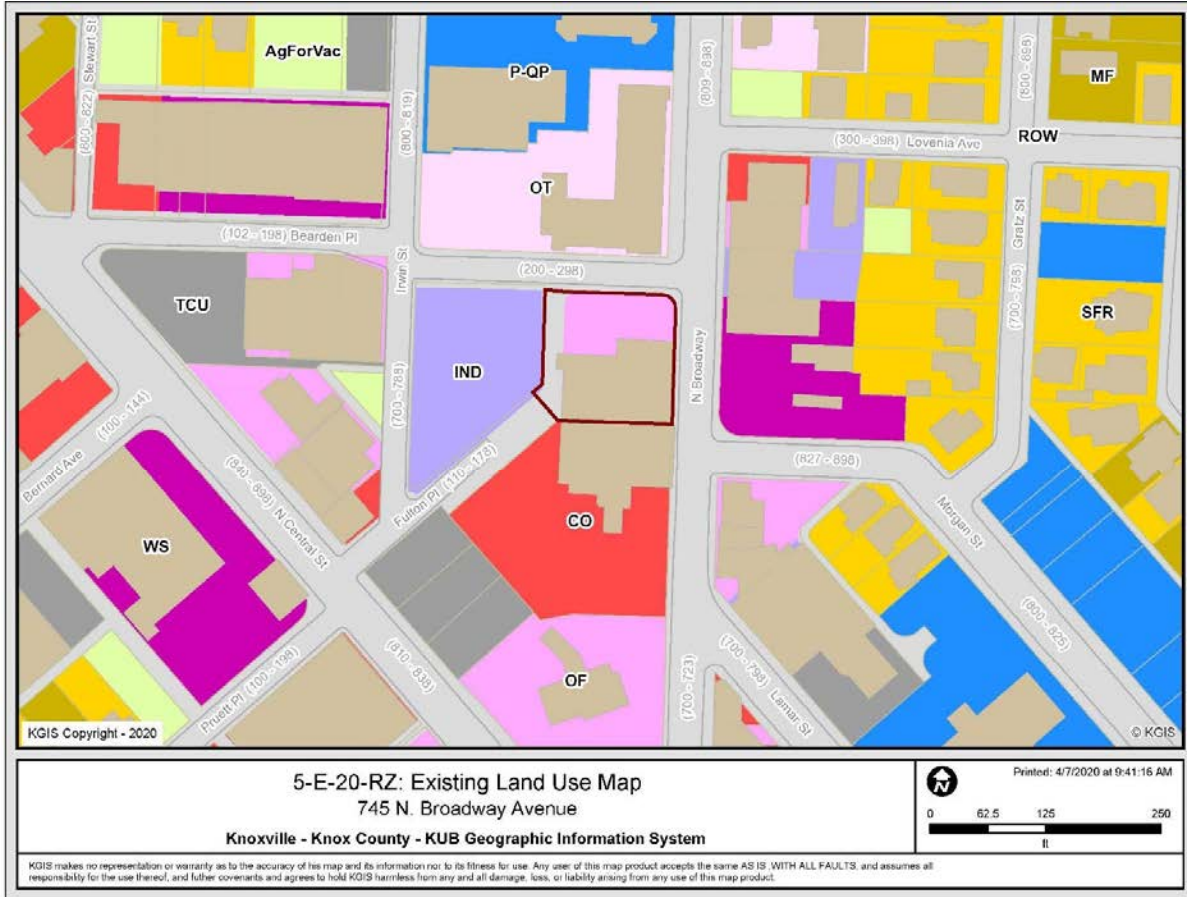 (600 - 822) Stewart St
AgForVac
P-QP
(800 - 819)
(809 - 898)
(800 - 898)
MF
(300 - 398) Lovenia Ave
ROW
OT
(102 - 198) Bearden Pl
Irwin St
(200 - 298)
Gratz St
TCU
IND
(700 - 788)
N Broadway
(700 - 798)
SFR
(100 - 144)
Bernard Ave
(840 - 898) N Central St
Fulton Pl (110 - 178)
(827 - 898)
Morgan St
CO
WS
(800 - 825)
Pruett Pl (100 - 198)
(810 - 838)
OF
(700 - 723)
(700 - 798) Lamar St
KGIS Copyright - 2020
© KGIS
5-E-20-RZ: Existing Land Use Map
745 N. Broadway Avenue
Knoxville - Knox County - KUB Geographic Information System
N
Printed: 4/7/2020 at 9:41:16 AM
0 62.5 125 250
ft
KGIS makes no representation or warranty as to the accuracy of his map and its information nor to its fitness for use. Any user of this map product accepts the same AS IS ,WITH ALL FAULTS, and assumes all
responsibility for the use thereof, and futher covenants and agrees to hold KGIS harmless from any and all damage, loss, or liability arising from any use of this map product.